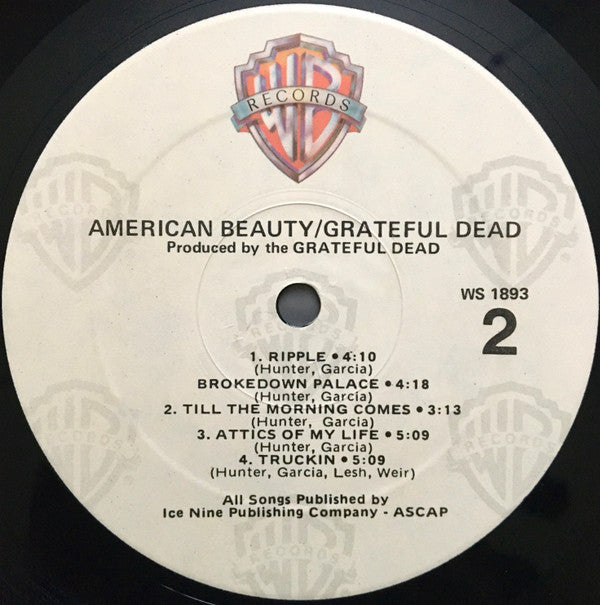 WB
RECORDS
AMERICAN BEAUTY/GRATEFUL DEAD
Produced by the GRATEFUL DEAD
WS 1893
2
1. RIPPLE • 4:10
(Hunter, Garcia)
BROKEDOWN PALACE • 4:18
(Hunter, Garcia)
2. TILL THE MORNING COMES • 3:13
(Hunter, Garcia)
3. ATTICS OF MY LIFE • 5:09
(Hunter, Garcia)
4. TRUCKIN • 5:09
(Hunter, Garcia, Lesh, Weir)
All Songs Published by
Ice Nine Publishing Company - ASCAP